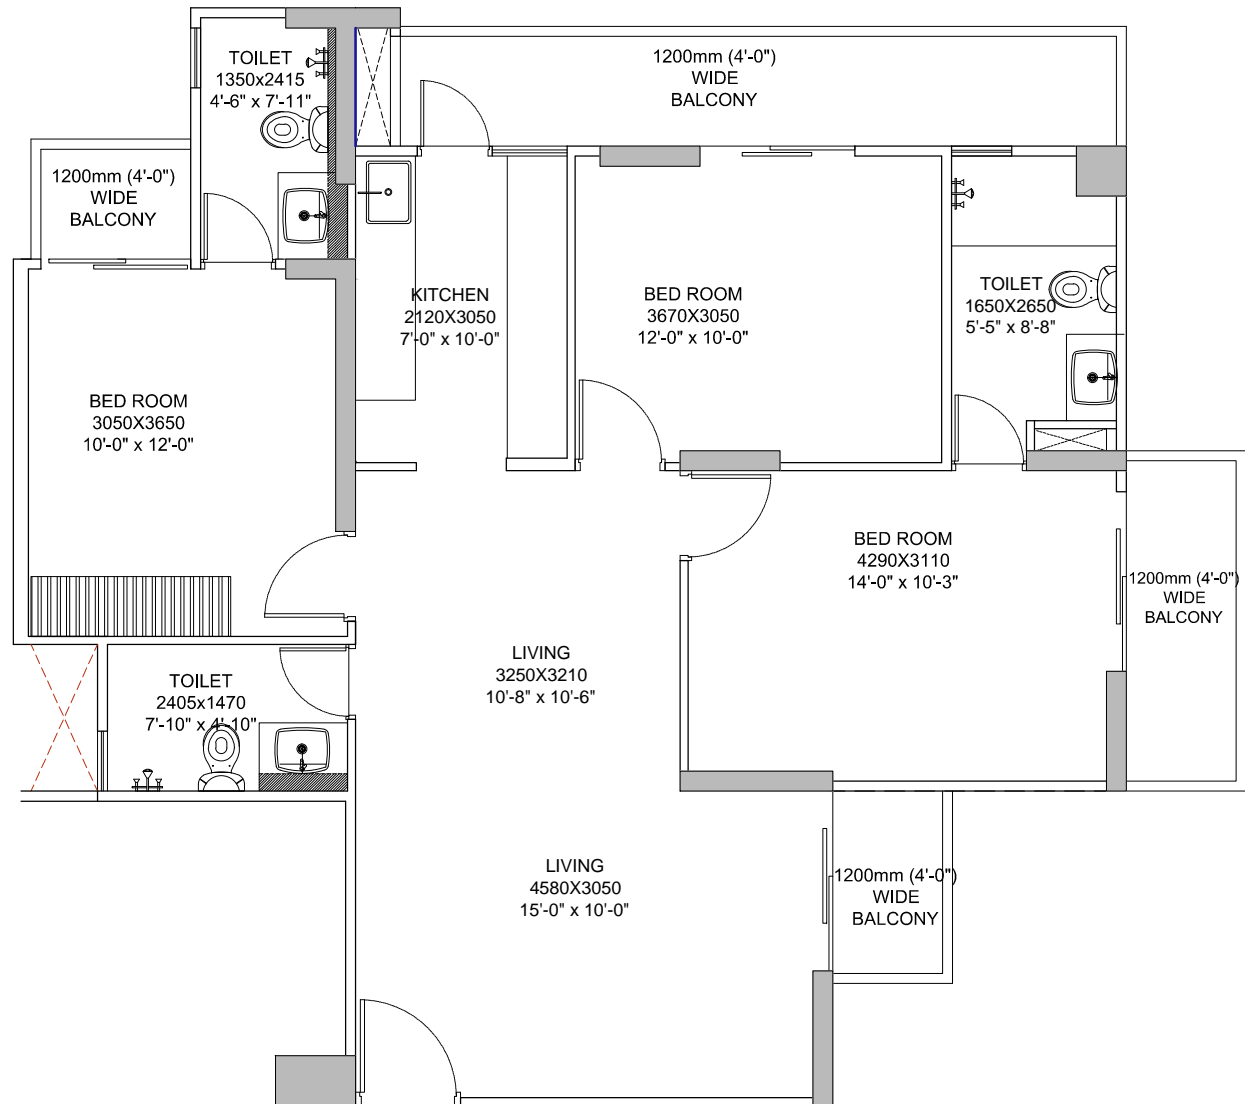 TOILET
1350x2415
4'-6" x 7'-11"
1200mm (4'-0")
WIDE
BALCONY
1200mm (4'-0")
WIDE
BALCONY
KITCHEN
2120X3050
7'-0" x 10'-0"
BED ROOM
3670X3050
12'-0" x 10'-0"
TOILET
1650X2650
5'-5" x 8'-8"
BED ROOM
3050X3650
10'-0" x 12'-0"
BED ROOM
4290X3110
14'-0" x 10'-3"
1200mm (4'-0")
WIDE
BALCONY
LIVING
3250X3210
10'-8" x 10'-6"
TOILET
2405x1470
7'-10" x 4'-10"
LIVING
4580X3050
15'-0" x 10'-0"
1200mm (4'-0")
WIDE
BALCONY